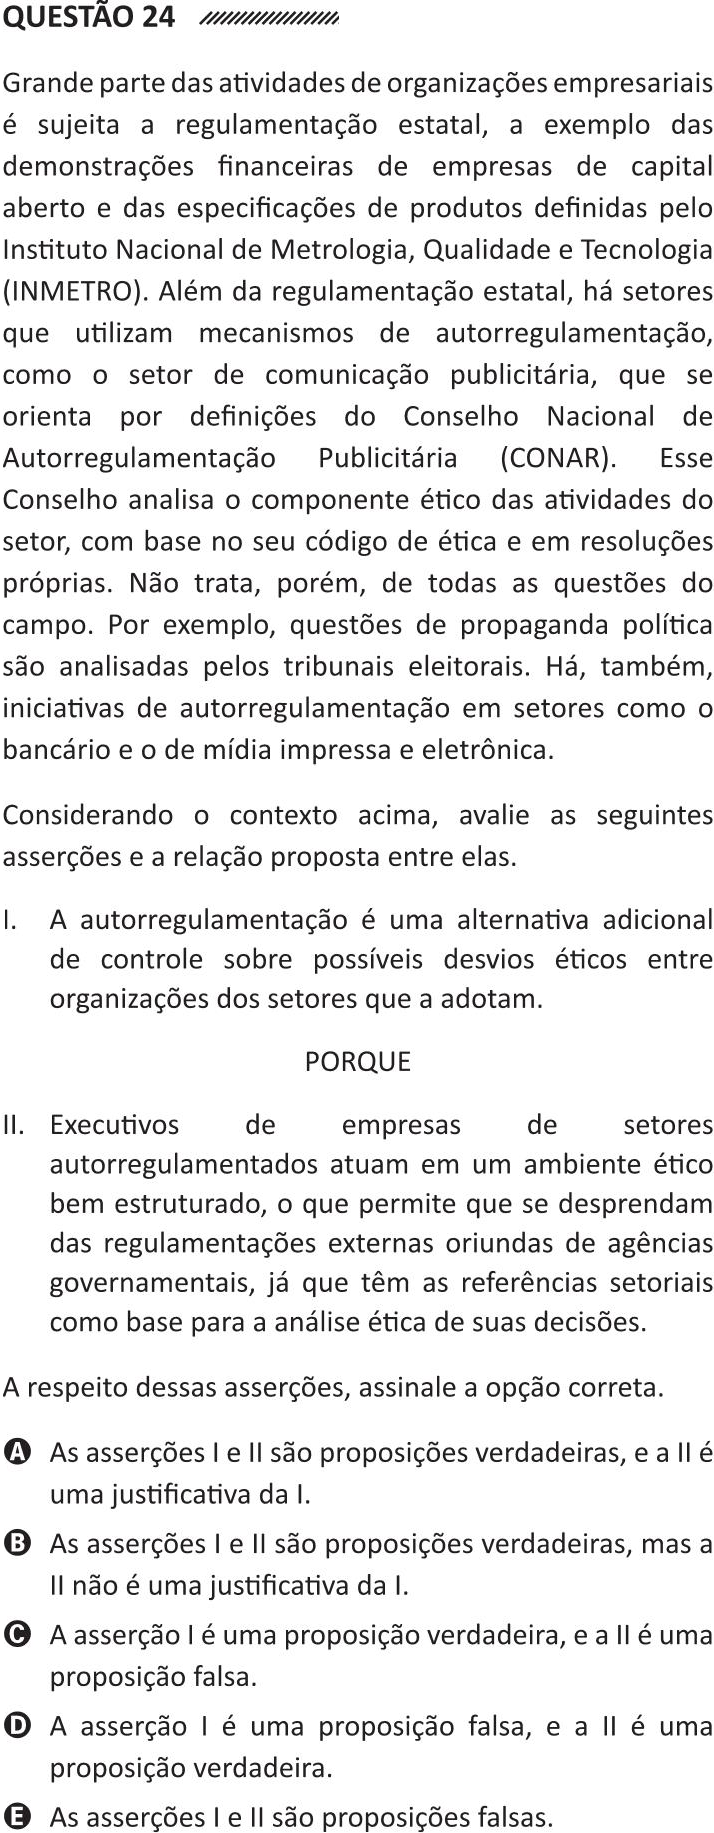 QUESTÃO 24
Grande parte das atividades de organizações empresariais
é sujeita a regulamentação estatal, a exemplo das
demonstrações financeiras de empresas de capital
aberto e das especificações de produtos definidas pelo
Instituto Nacional de Metrologia, Qualidade e Tecnologia
(INMETRO). Além da regulamentação estatal, há setores
que utilizam mecanismos de autorregulamentação,
como o setor de comunicação publicitária, que se
orienta por definições do Conselho Nacional de
Autorregulamentação Publicitária (CONAR). Esse
Conselho analisa o componente ético das atividades do
setor, com base no seu código de ética e em resoluções
próprias. Não trata, porém, de todas as questões do
campo. Por exemplo, questões de propaganda política
são analisadas pelos tribunais eleitorais. Há, também,
iniciativas de autorregulamentação em setores como o
bancário e o de mídia impressa e eletrônica.
Considerando o contexto acima, avalie as seguintes
asserções e a relação proposta entre elas.
I. A autorregulamentação é uma alternativa adicional
de controle sobre possíveis desvios éticos entre
organizações dos setores que a adotam.
PORQUE
II. Executivos de empresas de setores
autorregulamentados atuam em um ambiente ético
bem estruturado, o que permite que se desprendam
das regulamentações externas oriundas de agências
governamentais, já que têm as referências setoriais
como base para a análise ética de suas decisões.
A respeito dessas asserções, assinale a opção correta.
A As asserções I e II são proposições verdadeiras, e a II é
uma justificativa da I.
B As asserções I e II são proposições verdadeiras, mas a
II não é uma justificativa da I.
C A asserção I é uma proposição verdadeira, e a II é uma
proposição falsa.
D A asserção I é uma proposição falsa, e a II é uma
proposição verdadeira.
E As asserções I e II são proposições falsas.